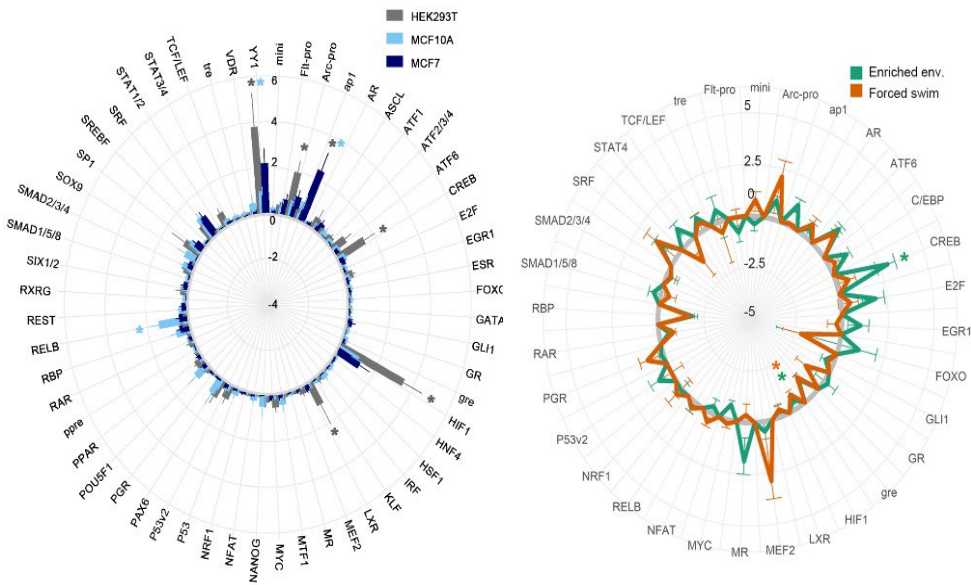 HEK293T
MCF10A
MCF7
mini
Flt-pro
Arc-pro
ap1
AR
ASCL
ATF1
ATF2/3/4
ATF6
CREB
E2F
EGR1
ESR
FOXO
GATA
GLI1
GR
gre
HIF1
HNF4
HSF1
IRF
KLF
LXR
MEF2
MR
MTF1
MYC
NANOG
NFAT
NRF1
P53
P53v2
PAX6
PGR
POU5F1
PPAR
ppre
RAR
RBP
RELB
REST
RXRG
SIX1/2
SMAD1/5/8
SMAD2/3/4
SOX9
SP1
SREBF
SRF
STAT1/2
STAT3/4
TCF/LEF
tre
VDR
YY1
6
4
2
0
-2
-4
* *
*
* *
*
*
*
*
Enriched env.
Forced swim
mini
Arc-pro
ap1
AR
ATF6
C/EBP
CREB
E2F
EGR1
FOXO
GLI1
GR
gre
HIF1
LXR
MEF2
MR
MYC
NFAT
RELB
NRF1
P53v2
PGR
RAR
RBP
SMAD1/5/8
SMAD2/3/4
SRF
STAT4
TCF/LEF
tre
Flt-pro
5
2.5
0
-2.5
-5
*
*
*